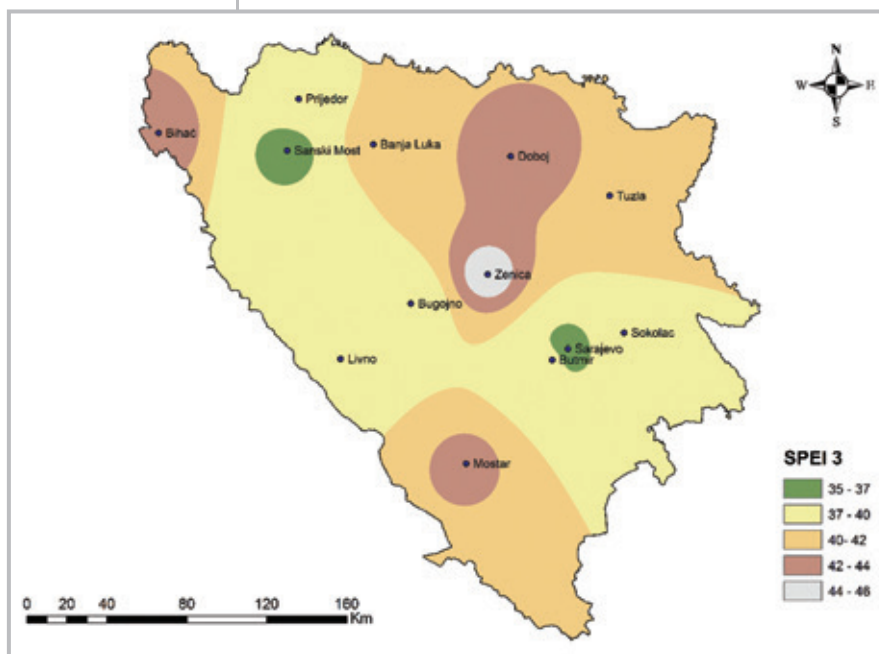 N
W E
S
Prijedor
Bihać
Sanski Most
Banja Luka
Doboj
Tuzla
Zenica
Bugojno
Sokolac
Sarajevo
Butmir
Livno
Mostar
SPEI 3
35 - 37
37 - 40
40- 42
42 - 44
44 - 46
0 20 40 80 120 160
Km